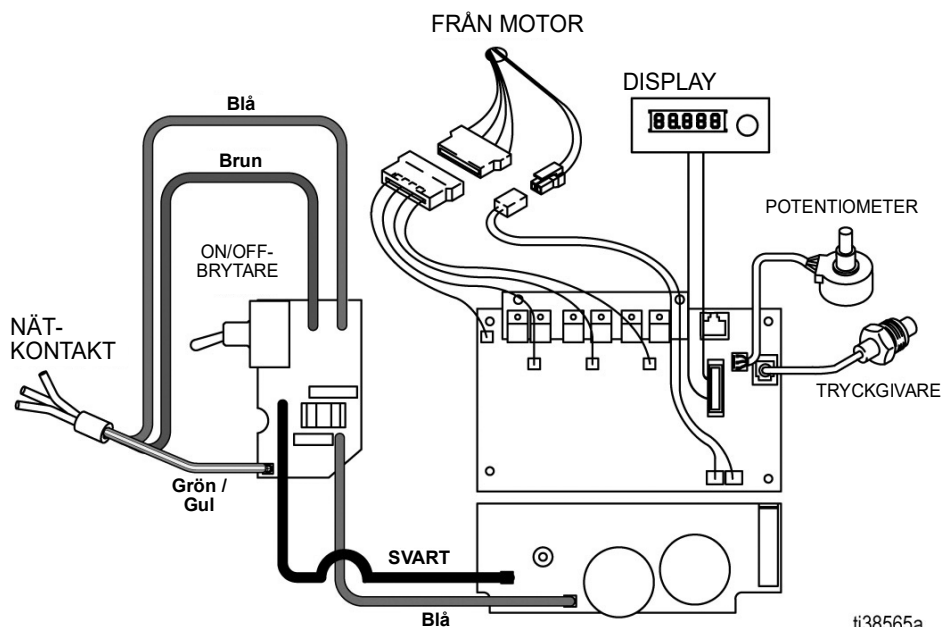 FRÅN MOTOR
DISPLAY
Blå
Brun
POTENTIOMETER
ON/OFF-
BRYTARE
NÄT-
KONTAKT
TRYCKGIVARE
Grön /
Gul
SVART
Blå
ti38565a